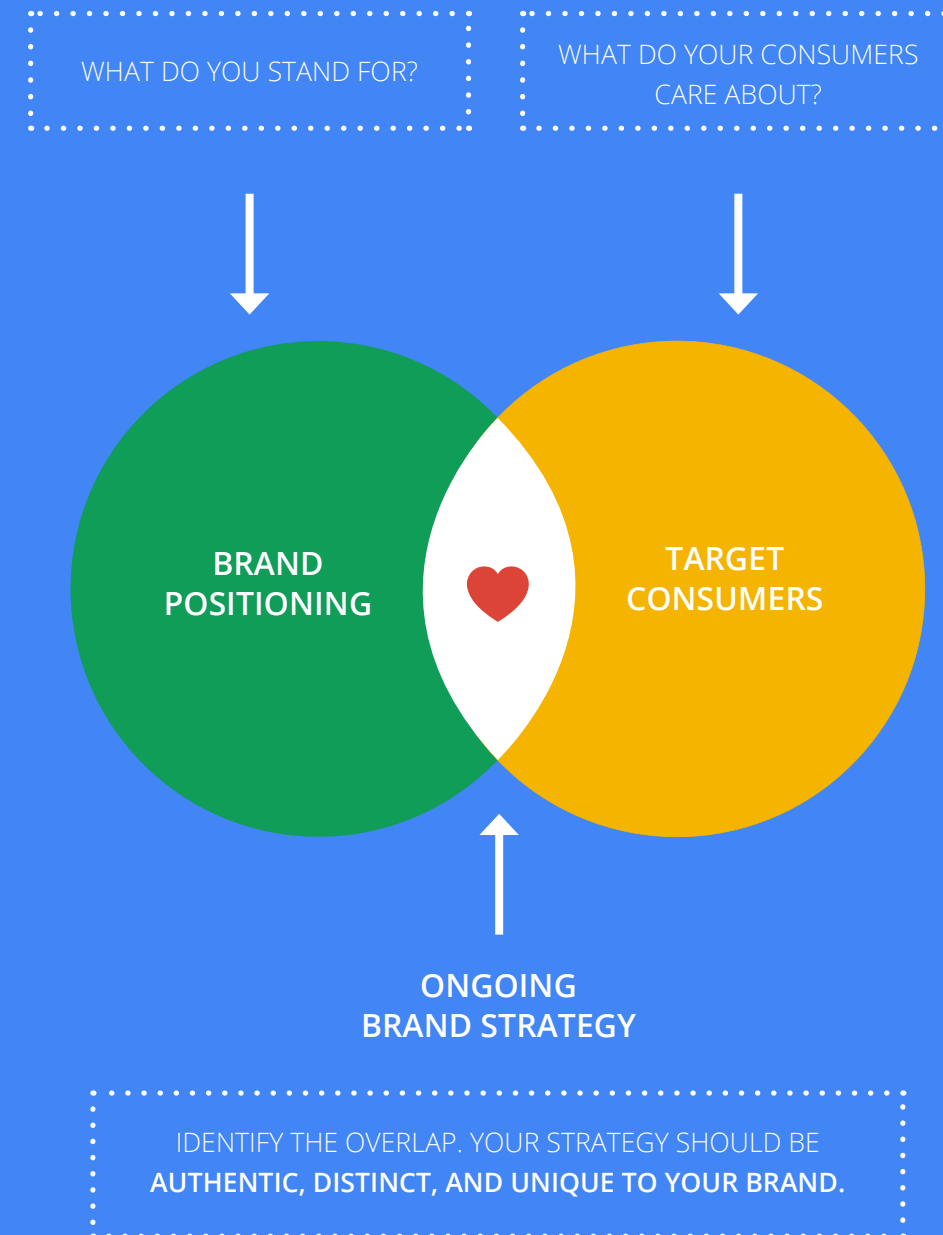 WHAT DO YOU STAND FOR?
WHAT DO YOUR CONSUMERS
CARE ABOUT?
BRAND
POSITIONING
TARGET
CONSUMERS
ONGOING
BRAND STRATEGY
IDENTIFY THE OVERLAP. YOUR STRATEGY SHOULD BE
AUTHENTIC, DISTINCT, AND UNIQUE TO YOUR BRAND.